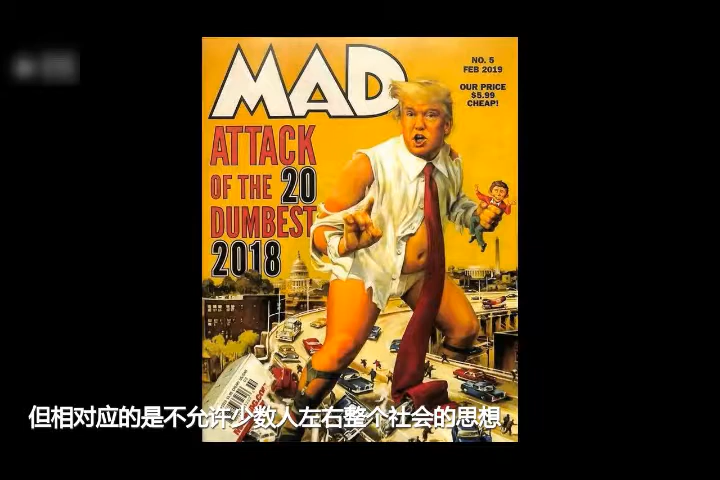 MAD
NO. 5
FEB 2019
OUR PRICE
$5.99
CHEAP!
ATTACK
OF THE 20
DUMBEST
2018
但相对应的是不允许少数人左右整个社会的思想